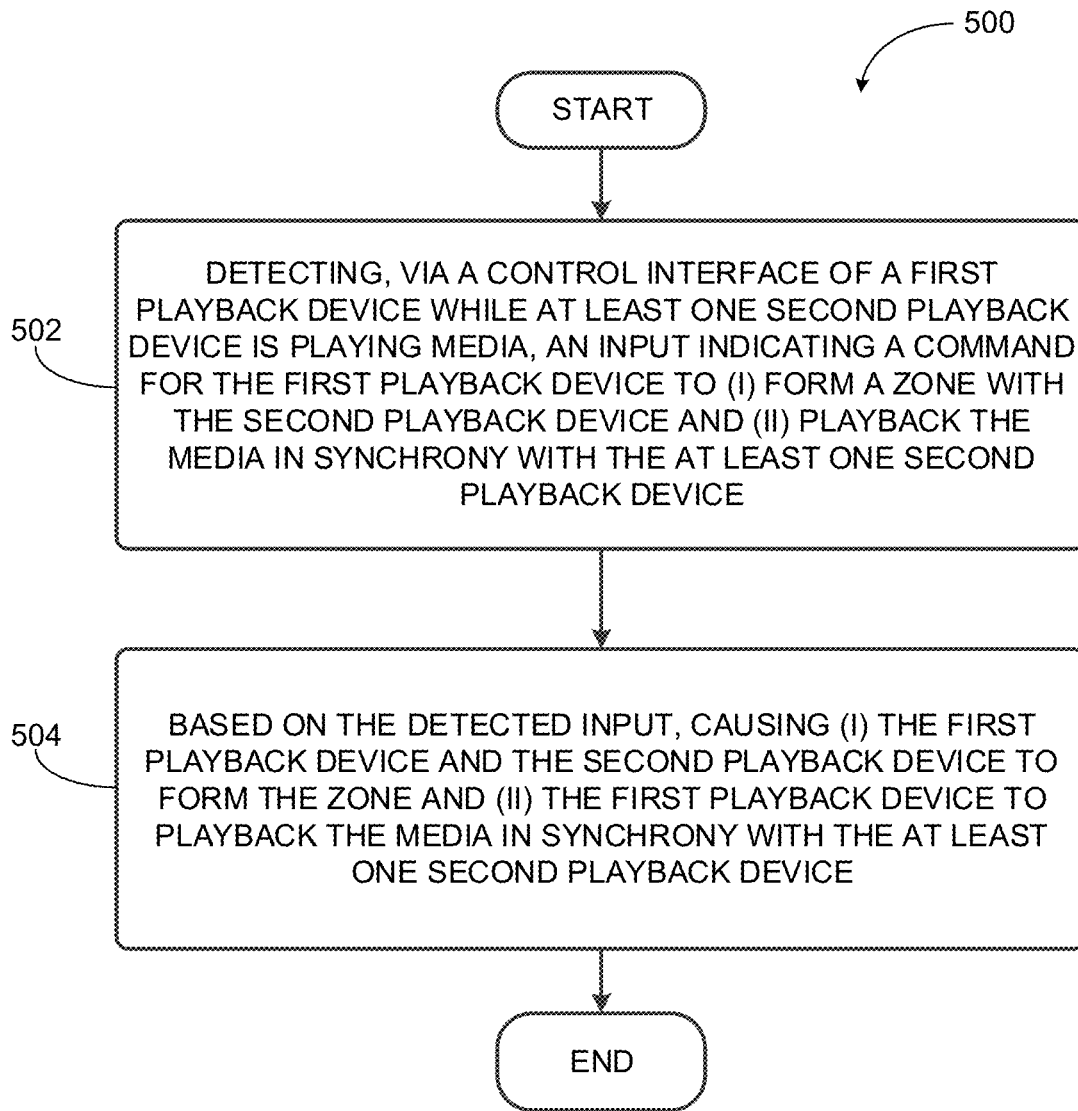 500
START
502
DETECTING, VIA A CONTROL INTERFACE OF A FIRST
PLAYBACK DEVICE WHILE AT LEAST ONE SECOND PLAYBACK
DEVICE IS PLAYING MEDIA, AN INPUT INDICATING A COMMAND
FOR THE FIRST PLAYBACK DEVICE TO (I) FORM A ZONE WITH
THE SECOND PLAYBACK DEVICE AND (II) PLAYBACK THE
MEDIA IN SYNCHRONY WITH THE AT LEAST ONE SECOND
PLAYBACK DEVICE
504
BASED ON THE DETECTED INPUT, CAUSING (I) THE FIRST
PLAYBACK DEVICE AND THE SECOND PLAYBACK DEVICE TO
FORM THE ZONE AND (II) THE FIRST PLAYBACK DEVICE TO
PLAYBACK THE MEDIA IN SYNCHRONY WITH THE AT LEAST
ONE SECOND PLAYBACK DEVICE
END